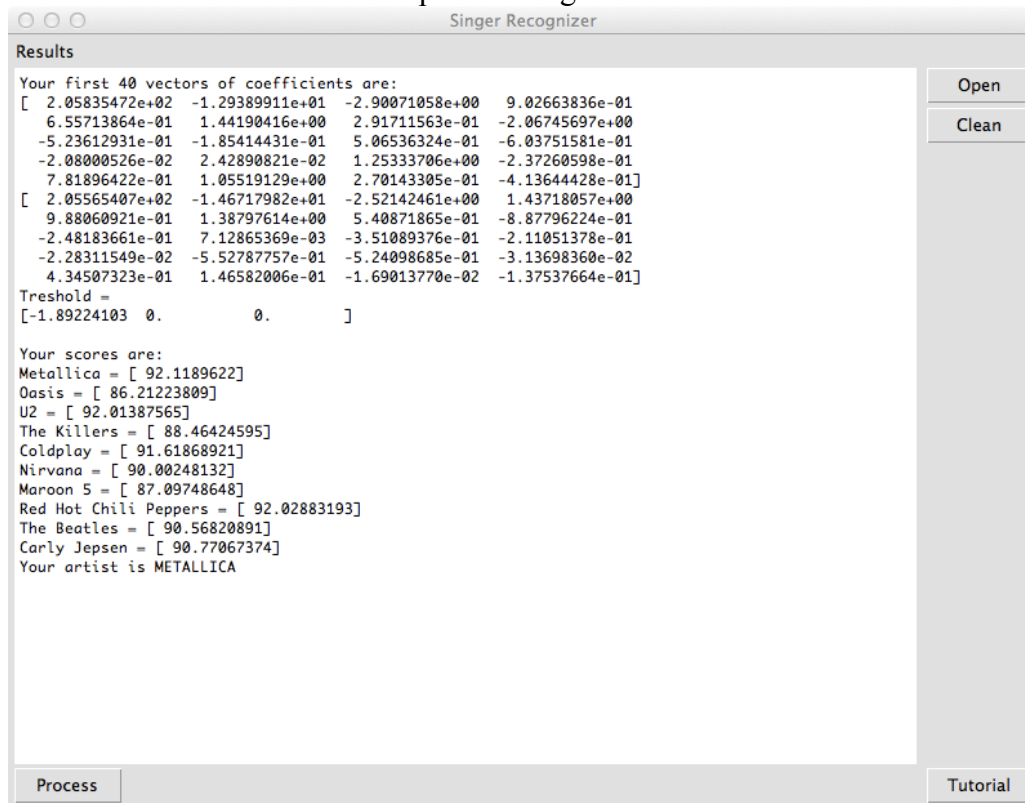 Singer Recognizer
Results
Your first 40 vectors of coefficients are:
[ 2.05835472e+02 -1.29389911e+01 -2.90071058e+00 9.02663836e-01
6.55713864e-01 1.44190416e+00 2.91711563e-01 -2.06745697e+00
-5.23612931e-01 -1.85414431e-01 5.06536324e-01 -6.03751581e-01
-2.08000526e-02 2.42890821e-02 1.25333706e+00 -2.37260598e-01
7.81896422e-01 1.05519129e+00 2.70143305e-01 -4.13644428e-01]
[ 2.05565407e+02 -1.46717982e+01 -2.52142461e+00 1.43718057e+00
9.88060921e-01 1.38797614e+00 5.40871865e-01 -8.87796224e-01
-2.48183661e-01 7.12865369e-03 -3.51089376e-01 -2.11051378e-01
-2.28311549e-02 -5.52787757e-01 -5.24098685e-01 -3.13698360e-02
4.34507323e-01 1.46582006e-01 -1.69013770e-02 -1.37537664e-01]
Treshold =
[-1.89224103 0. 0. ]
Your scores are:
Metallica = [ 92.1189622]
Oasis = [ 86.21223809]
U2 = [ 92.01387565]
The Killers = [ 88.46424595]
Coldplay = [ 91.61868921]
Nirvana = [ 90.00248132]
Maroon 5 = [ 87.09748648]
Red Hot Chili Peppers = [ 92.02883193]
The Beatles = [ 90.56820891]
Carly Jepsen = [ 90.77067374]
Your artist is METALLICA
Open
Clean
Process
Tutorial